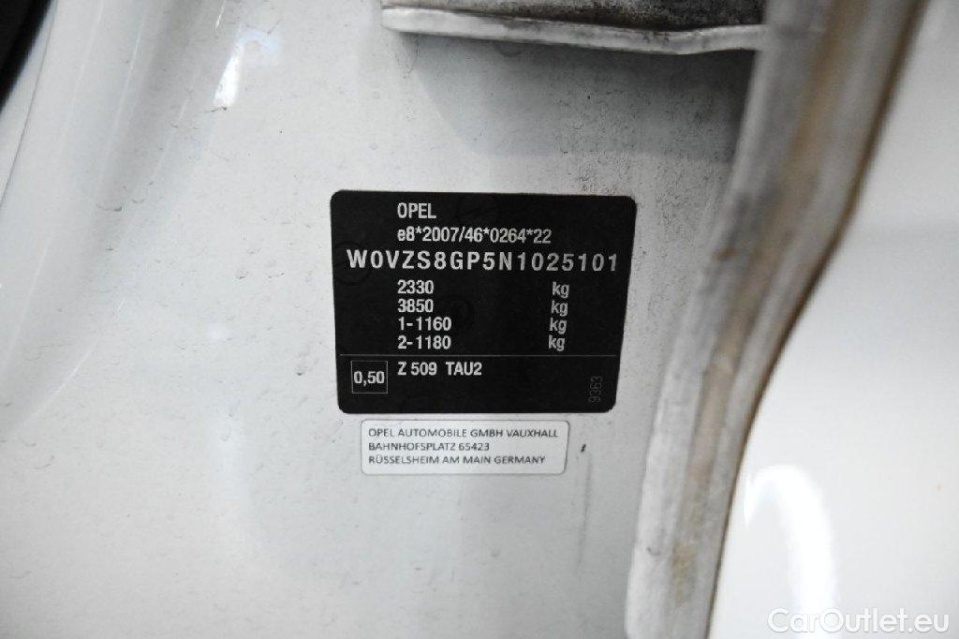 OPEL
e8*2007/46*0264*22
W0VZS8GP5N1025101
2330 kg
3850 kg
1-1160 kg
2-1180 kg
0,50 Z 509 TAU2
9363
OPEL AUTOMOBILE GMBH VAUXHALL
BAHNHOFSPLATZ 65423
RÜSSELSHEIM AM MAIN GERMANY
CarOutlet.eu